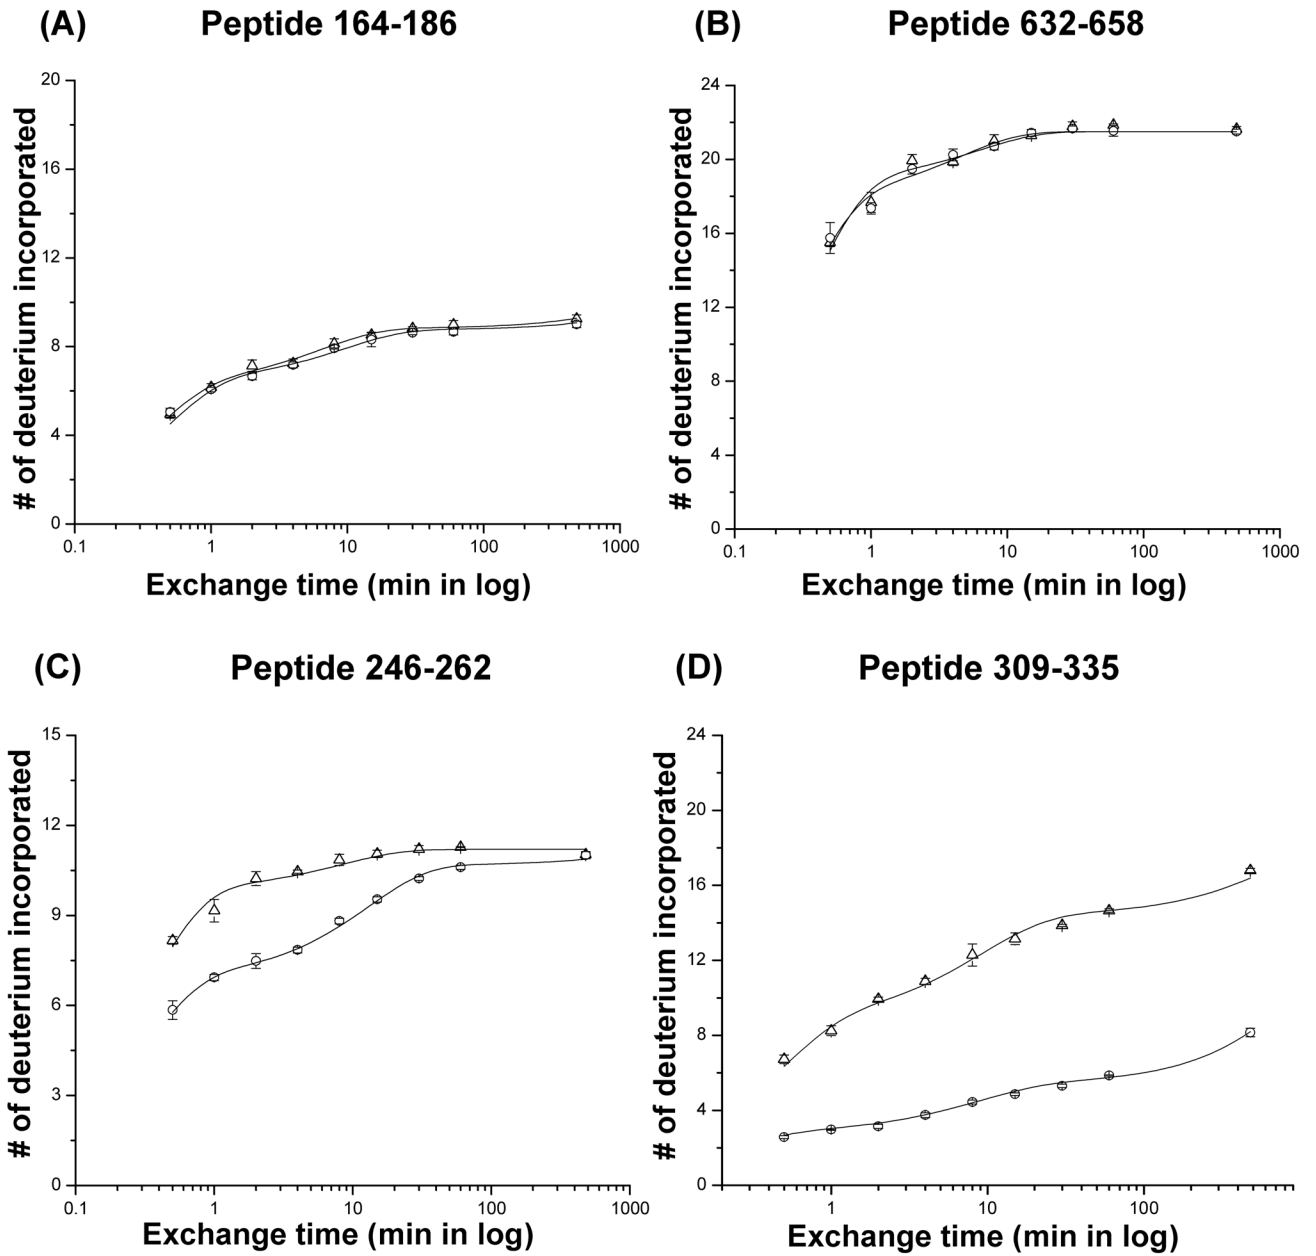 (A) Peptide 164-186
# of deuterium incorporated
20
16
12
8
4
0
0.1 1 10 100 1000
Exchange time (min in log)
(B) Peptide 632-658
# of deuterium incorporated
24
20
16
12
8
4
0
0.1 1 10 100 1000
Exchange time (min in log)
(C) Peptide 246-262
# of deuterium incorporated
15
12
9
6
3
0
0.1 1 10 100 1000
Exchange time (min in log)
(D) Peptide 309-335
# of deuterium incorporated
24
20
16
12
8
4
0
1 10 100
Exchange time (min in log)